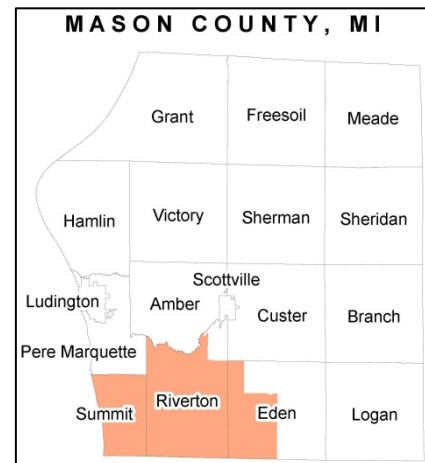 MASON COUNTY, MI
Grant
Freesoil
Meade
Hamlin
Victory
Sherman
Sheridan
Scottville
Ludington
Amber
Custer
Branch
Pere Marquette
Summit
Riverton
Eden
Logan